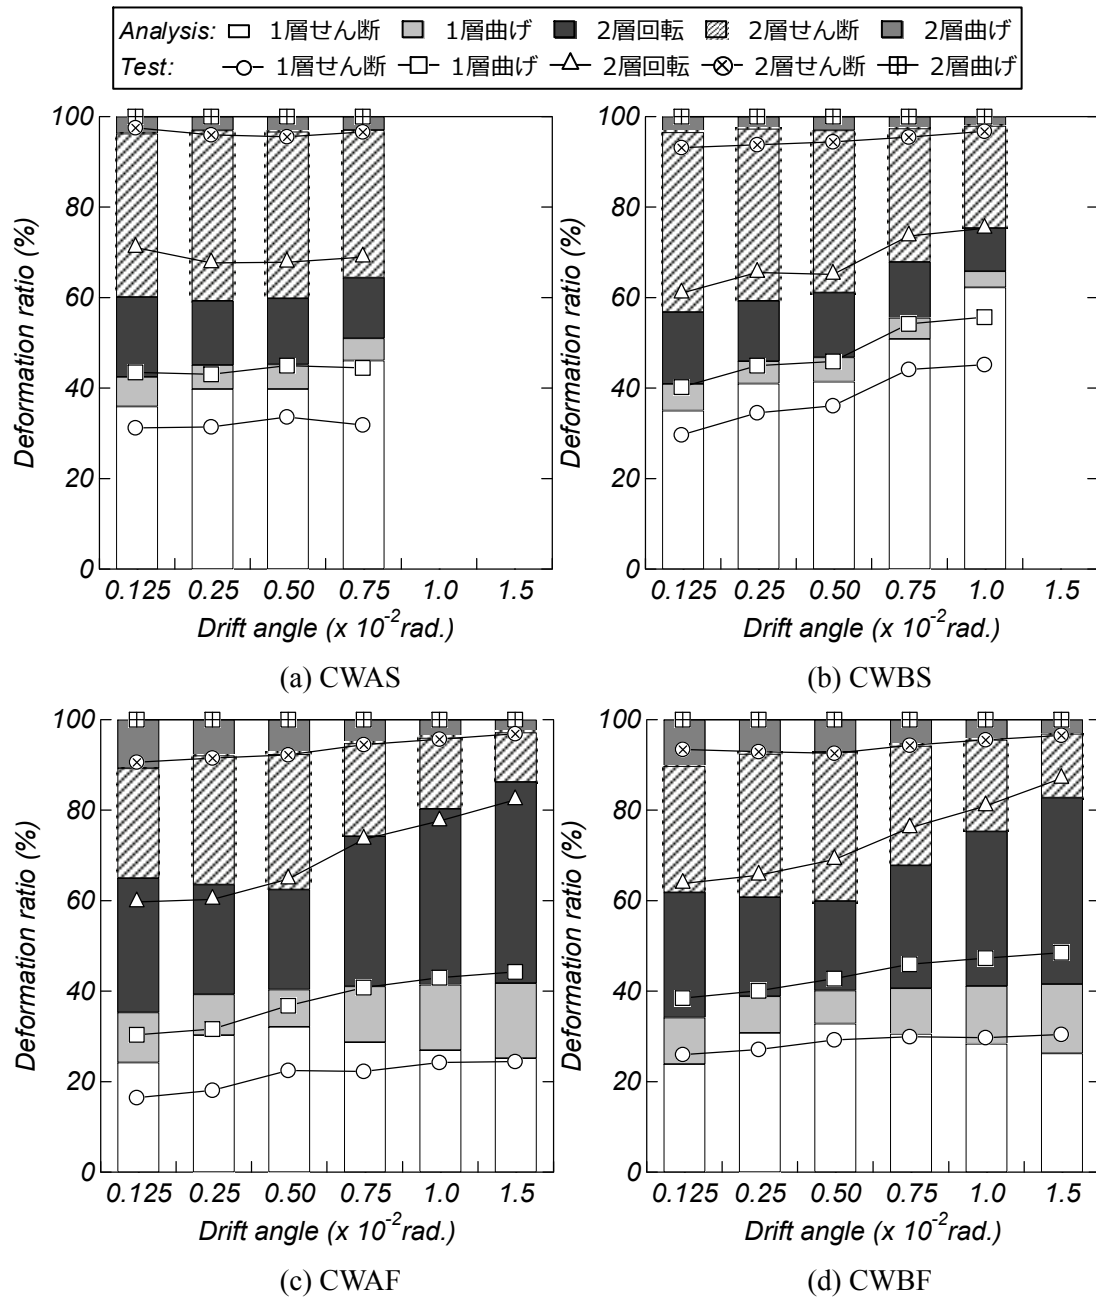 Analysis: 1層せん断 1層曲げ 2層回転 2層せん断 2層曲げ
Test: 1層せん断 1層曲げ 2層回転 2層せん断 2層曲げ
Deformation ratio (%)
100
80
60
40
20
0
0.125 0.25 0.50 0.75 1.0 1.5
Drift angle (x 10⁻²rad.)
(a) CWAS
Deformation ratio (%)
100
80
60
40
20
0
0.125 0.25 0.50 0.75 1.0 1.5
Drift angle (x 10⁻²rad.)
(b) CWBS
Deformation ratio (%)
100
80
60
40
20
0
0.125 0.25 0.50 0.75 1.0 1.5
Drift angle (x 10⁻²rad.)
(c) CWAF
Deformation ratio (%)
100
80
60
40
20
0
0.125 0.25 0.50 0.75 1.0 1.5
Drift angle (x 10⁻²rad.)
(d) CWBF